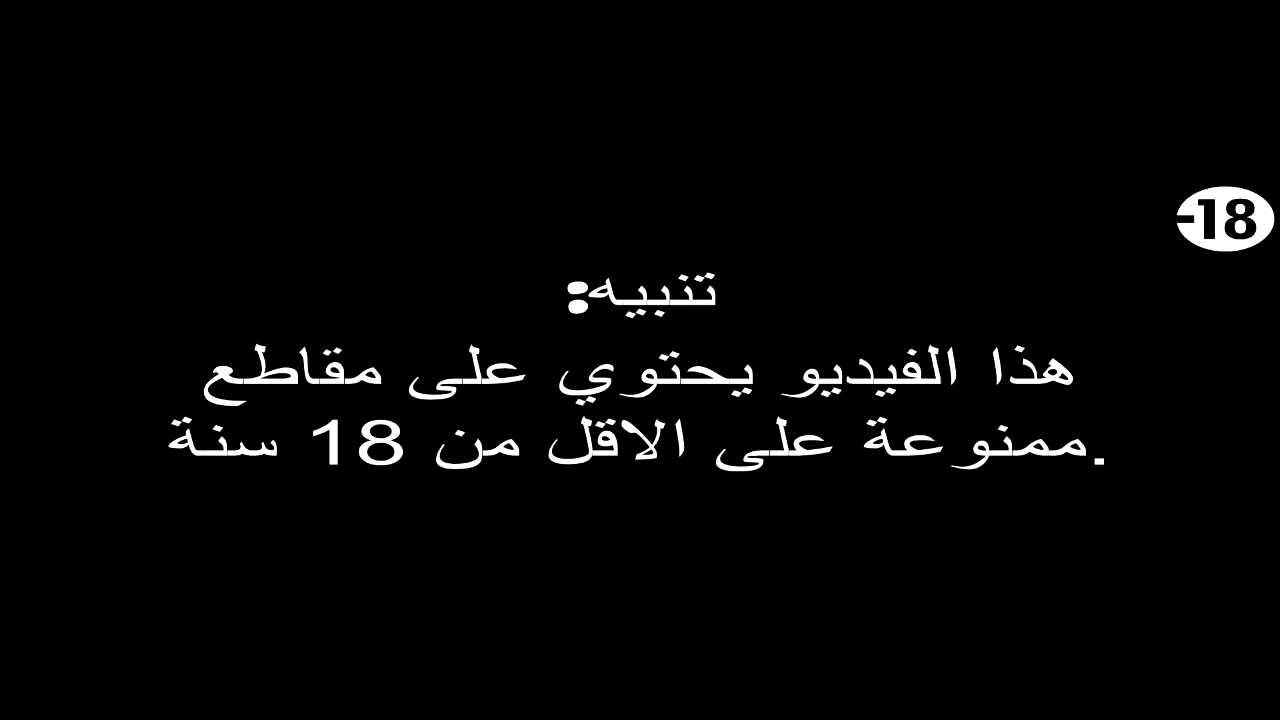 -18
تنبيه:
هذا الفيديو يحتوي على مقاطع
.ممنوعة على الاقل من 18 سنة